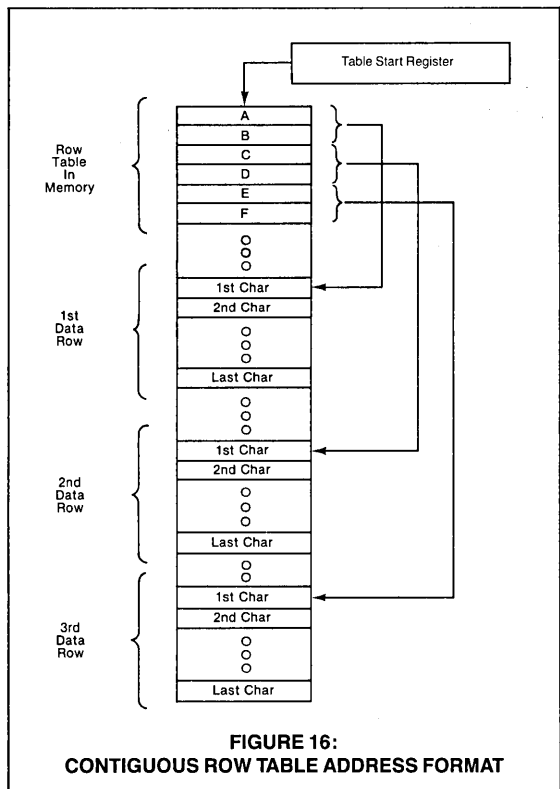 Table Start Register
A
B
C
D
E
F
Row
Table
In
Memory
1st Char
2nd Char
Last Char
1st
Data
Row
1st Char
2nd Char
Last Char
2nd
Data
Row
1st Char
2nd Char
Last Char
3rd
Data
Row
FIGURE 16:
CONTIGUOUS ROW TABLE ADDRESS FORMAT